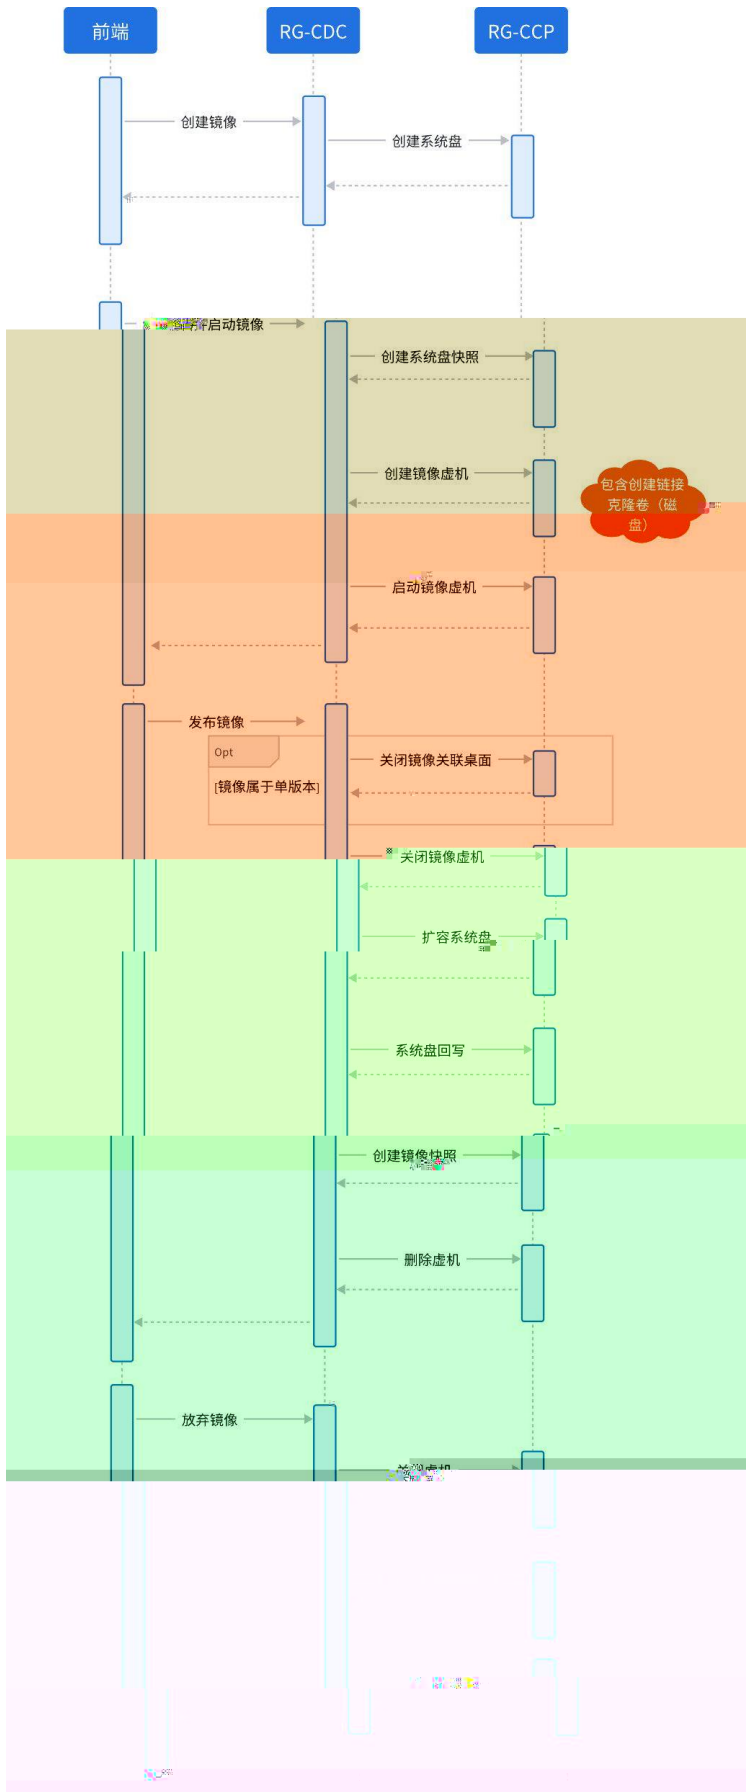 前端
RG-CDC
RG-CCP
创建镜像
创建系统盘
启动镜像
创建系统盘快照
创建镜像虚机
包含创建链接
克隆卷（磁
盘）
启动镜像虚机
发布镜像
Opt
关闭镜像关联桌面
[镜像属于单版本]
关闭镜像虚机
扩容系统盘
系统盘回写
创建镜像快照
删除虚机
放弃镜像